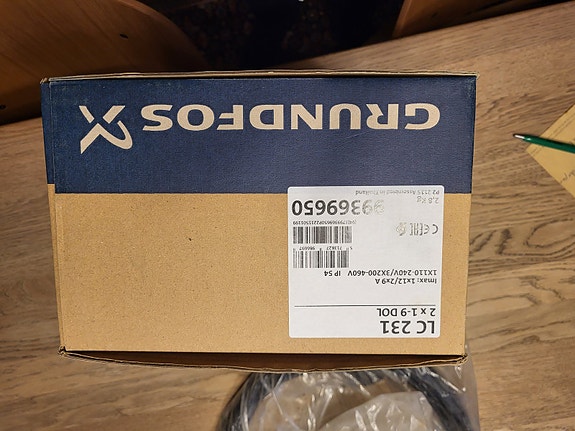 GRUNDFOS
LC 231
2 x 1-9 DOL
Imax: 1x12/2x9 A
1X110-240V/3X200-460V IP 54
99369650
2.8 Kg
P2 2115 Assembled in Thailand